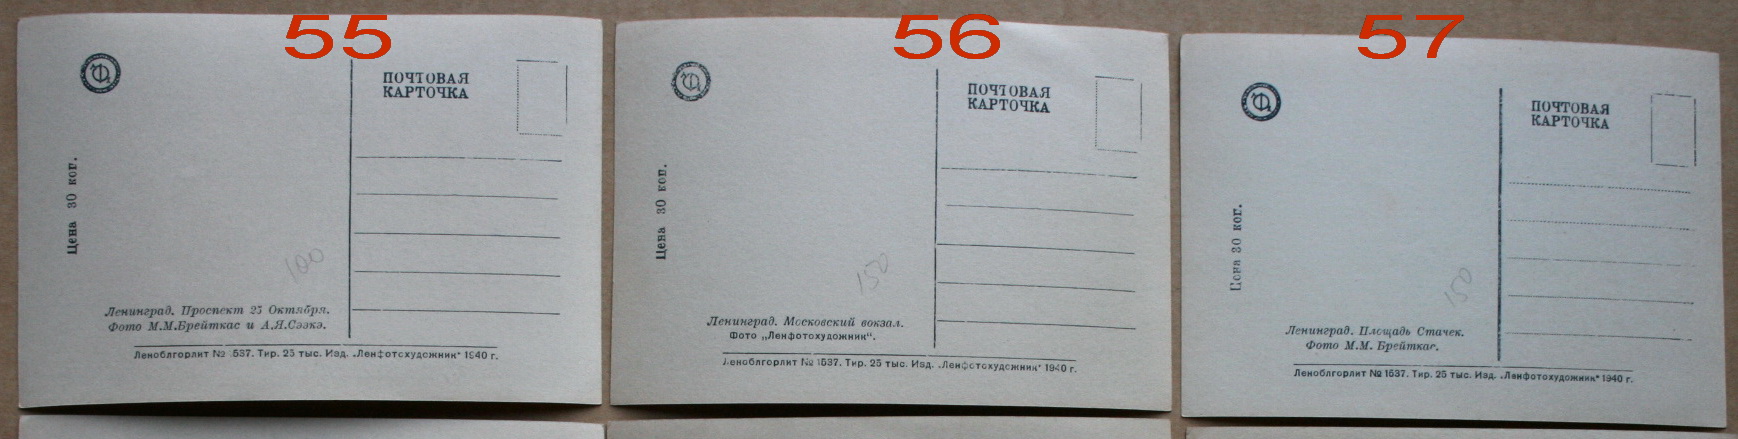 55
ПОЧТОВАЯ
КАРТОЧКА
Цена 30 коп.
100
Ленинград. Проспект 25 Октября.
Фото М.М.Брейткас и А.Я.Сээкэ.
Леноблгорлит № 1537. Тир. 25 тыс. Изд. „Ленфотохудожник" 1940 г.
56
ПОЧТОВАЯ
КАРТОЧКА
Цена 30 коп.
150
Ленинград. Московский вокзал.
Фото „Ленфотохудожник".
Леноблгорлит № 1537. Тир. 25 тыс. Изд. „Ленфотохудожник" 1940 г.
57
ПОЧТОВАЯ
КАРТОЧКА
Цена 30 коп.
150
Ленинград. Площадь Стачек.
Фото М.М. Брейткас.
Леноблгорлит № 1537. Тир. 25 тыс. Изд. „Ленфотохудожник" 1940 г.